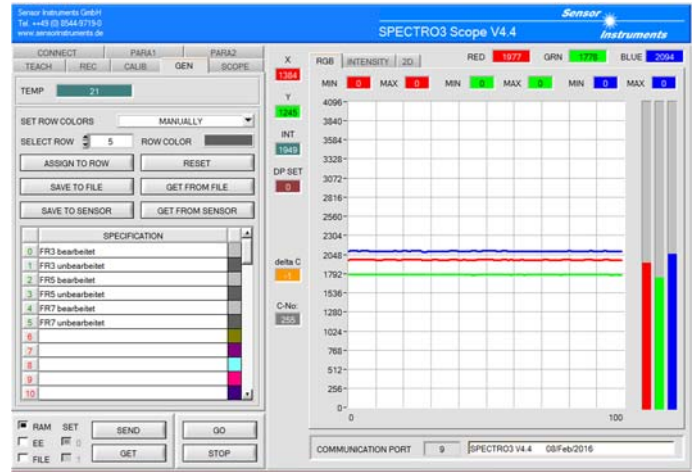 Sensor Instruments GmbH
Tel. ++49 (0) 8544-9719-0
www.sensorinstruments.de
SPECTRO3 Scope V4.4
Sensor
Instruments
CONNECT PARA1 PARA2
TEACH REC CALIB GEN SCOPE
TEMP 21
SET ROW COLORS MANUALLY
SELECT ROW 5 ROW COLOR
ASSIGN TO ROW RESET
SAVE TO FILE GET FROM FILE
SAVE TO SENSOR GET FROM SENSOR
SPECIFICATION
0 FR3 bearbeitet
1 FR3 unbearbeitet
2 FR5 bearbeitet
3 FR5 unbearbeitet
4 FR7 bearbeitet
5 FR7 unbearbeitet
6
7
8
9
10
RAM SET
EE 0
FILE 1
SEND GO
GET STOP
X
1384
Y
1245
INT
1949
DP SET
0
delta C
-1
C-No:
255
RGB INTENSITY 2D RED 1977 GRN 1778 BLUE 2094
MIN 0 MAX 0 MIN 0 MAX 0 MIN 0 MAX 0
4096
3840
3584
3328
3072
2816
2560
2304
2048
1792
1536
1280
1024
768
512
256
0
0 100
COMMUNICATION PORT 9 SPECTRO3 V4.4 08/Feb/2016